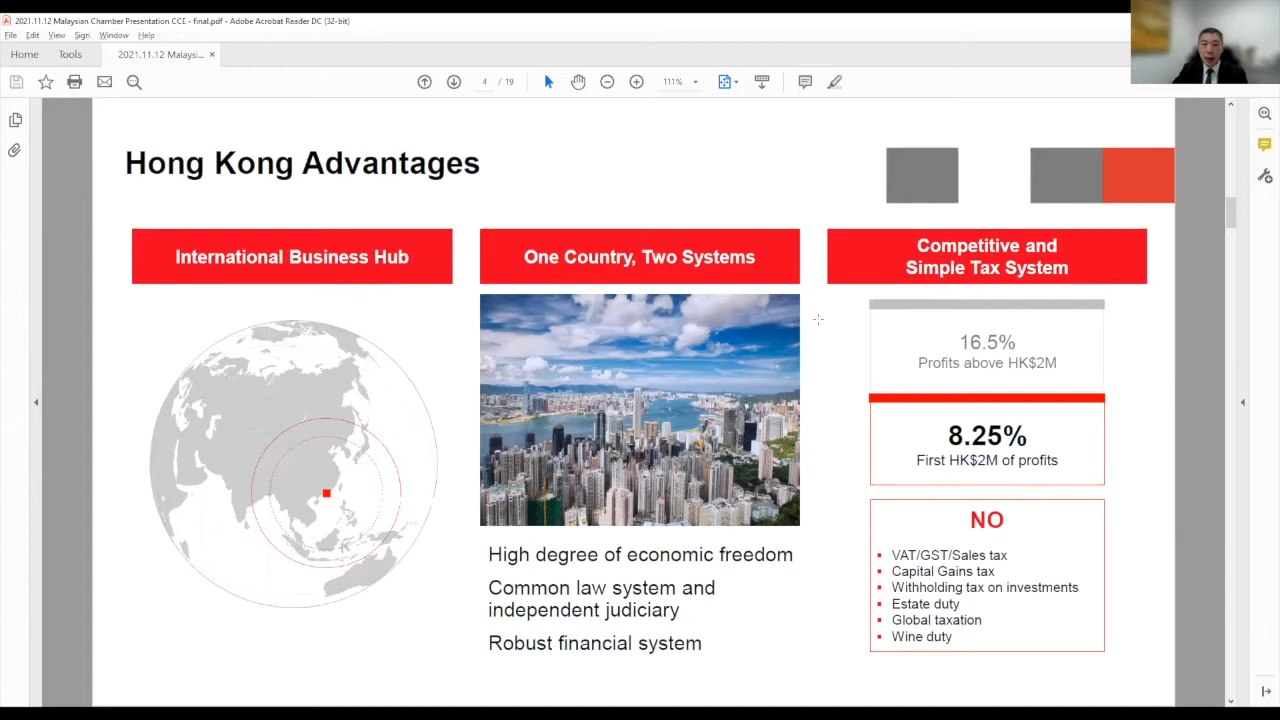 2021.11.12 Malaysian Chamber Presentation CCE - final.pdf - Adobe Acrobat Reader DC (32-bit)
File Edit View Sign Window Help
Home Tools 2021.11.12 Malaysi... ×
4 / 19 111%
Hong Kong Advantages
International Business Hub
One Country, Two Systems
Competitive and
Simple Tax System
16.5%
Profits above HK$2M
8.25%
First HK$2M of profits
High degree of economic freedom
Common law system and
independent judiciary
Robust financial system
NO
▪ VAT/GST/Sales tax
▪ Capital Gains tax
▪ Withholding tax on investments
▪ Estate duty
▪ Global taxation
▪ Wine duty